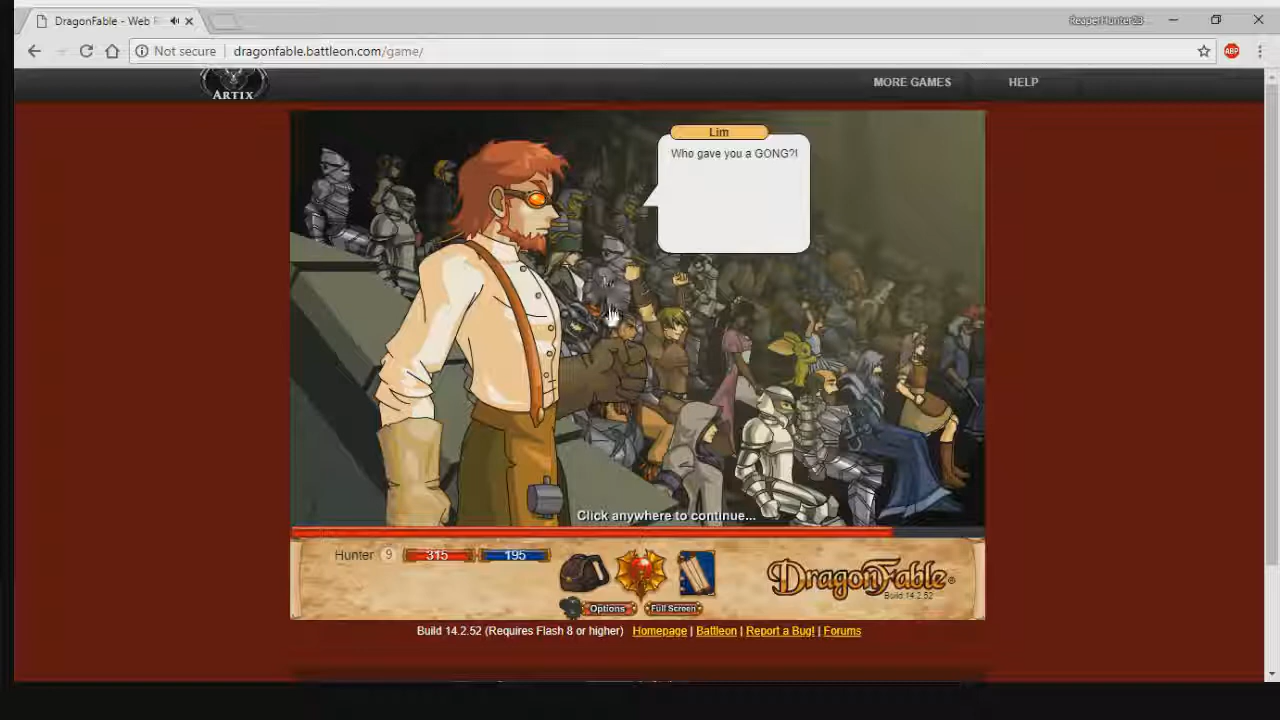 DragonFable - Web
ReaperHunter23
Not secure | dragonfable.battleon.com/game/
ABP
ARTIX
MORE GAMES
HELP
Lim
Who gave you a GONG?!
Click anywhere to continue...
Hunter 9 315 195
DragonFable
Build 14.2.52
Options
Full Screen
Build 14.2.52 (Requires Flash 8 or higher) Homepage | Battleon | Report a Bug! | Forums